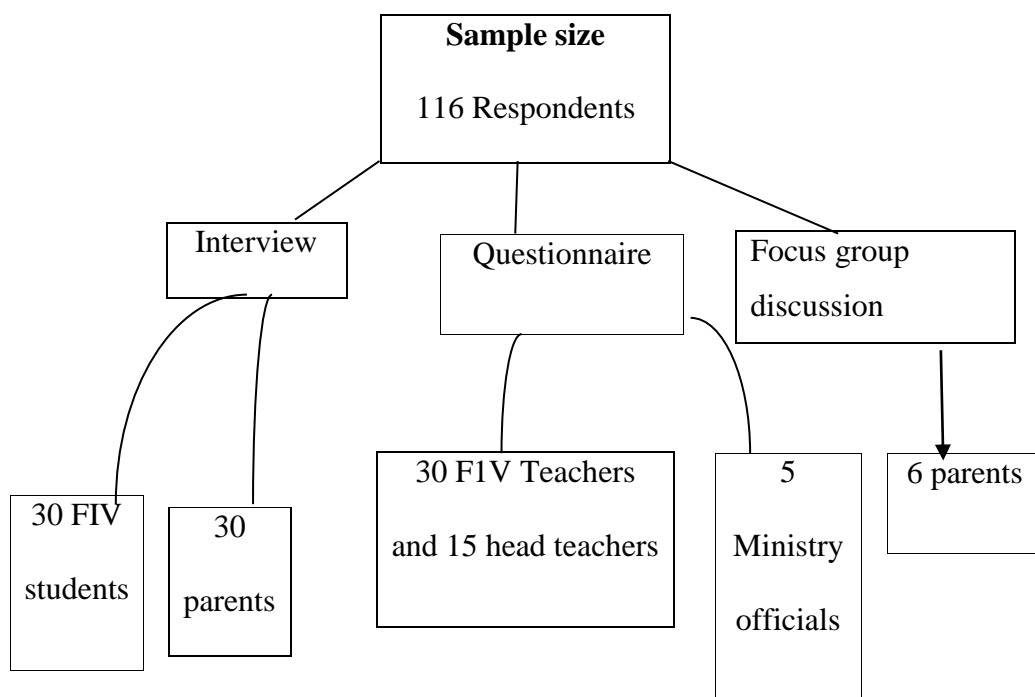 Sample size
116 Respondents
Interview
Questionnaire
Focus group
discussion
30 FIV
students
30
parents
30 F1V Teachers
and 15 head teachers
5
Ministry
officials
6 parents